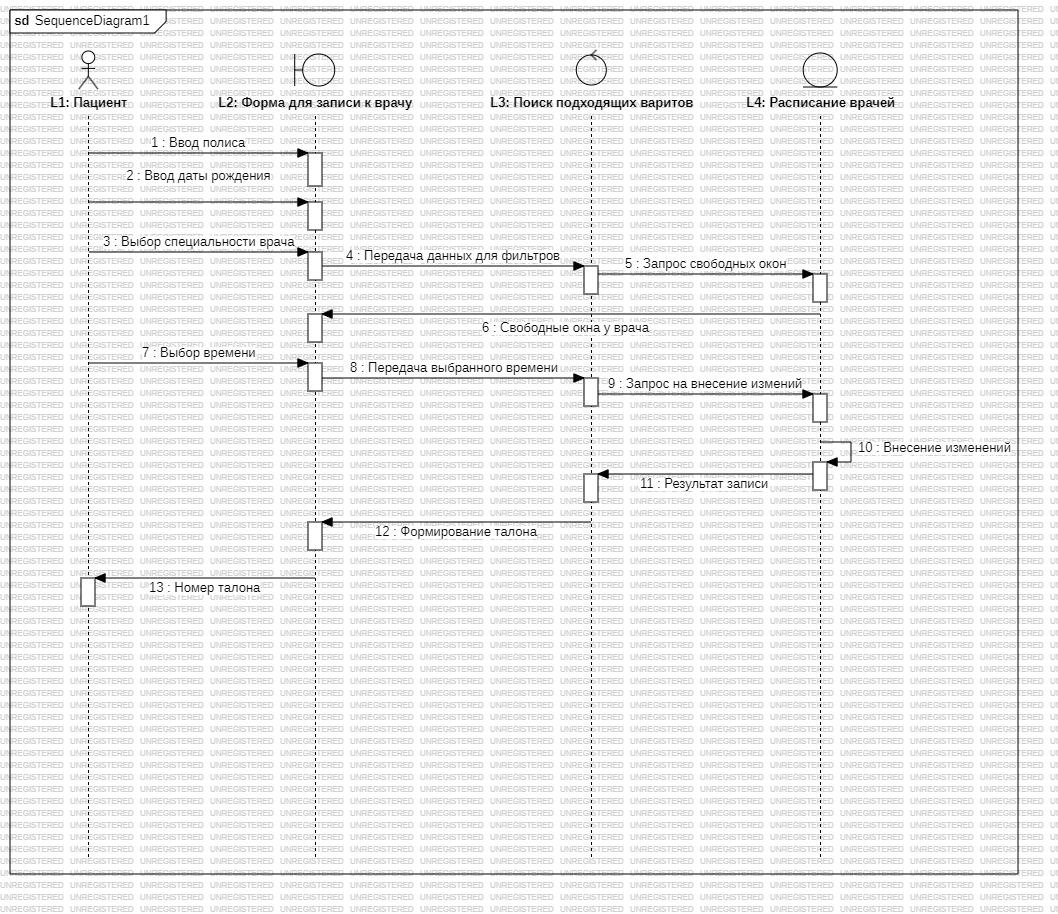 sd SequenceDiagram1
L1: Пациент
L2: Форма для записи к врачу
L3: Поиск подходящих варитов
L4: Расписание врачей
1 : Ввод полиса
2 : Ввод даты рождения
3 : Выбор специальности врача
4 : Передача данных для фильтров
5 : Запрос свободных окон
6 : Свободные окна у врача
7 : Выбор времени
8 : Передача выбранного времени
9 : Запрос на внесение измений
10 : Внесение изменений
11 : Результат записи
12 : Формирование талона
13 : Номер талона
UNREGISTERED